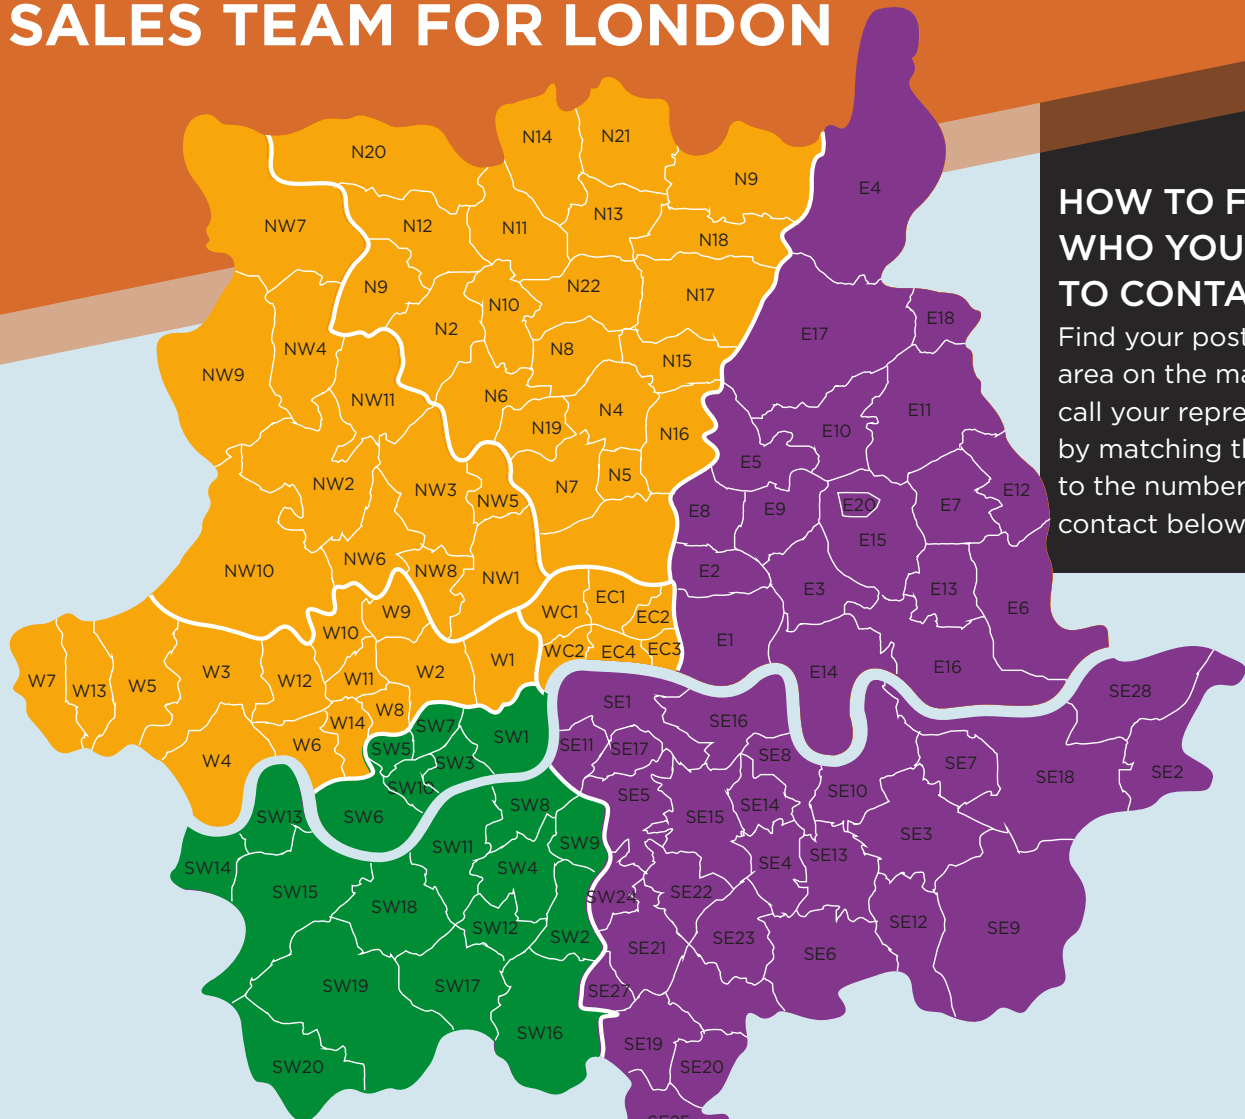 SALES TEAM FOR LONDON
HOW TO F
WHO YOU
TO CONTA
Find your post
area on the ma
call your repre
by matching th
to the number
contact below
N14
N21
N20
N9
E4
NW7
N12
N11
N13
N18
N9
N10
N22
N17
E18
N2
E17
NW4
N8
N15
NW9
NW11
N6
N4
E11
N19
N16
E10
E5
NW2
NW3
NW5
N7
N5
E12
E8
E9
E20
E7
E15
NW10
NW6
NW8
NW1
E2
E3
E13
E6
W9
WC1
EC1
EC2
W10
E1
WC2
EC4
EC3
W7
W13
W5
W3
W12
W11
W2
W1
E14
E16
SE28
W8
W14
SE1
SE16
SW7
SW1
W6
SW5
SE11
SE17
W4
SW3
SE8
SE7
SE18
SE2
SW10
SE5
SE10
SW13
SW6
SW8
SE15
SE14
SE3
SW14
SW11
SW9
SW4
SE4
SE13
SW15
SW18
SW24
SE22
SW12
SW2
SE21
SE23
SE6
SE12
SE9
SW19
SW17
SE27
SW16
SE19
SW20
SE20
SE25